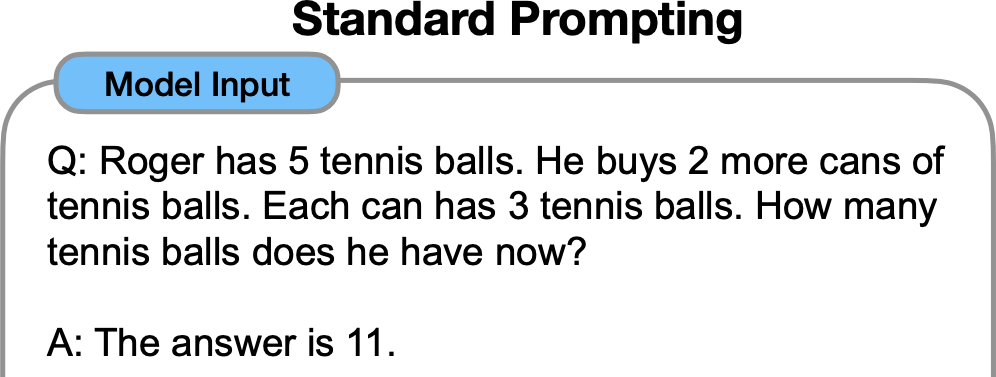 Standard Prompting
Model Input
Q: Roger has 5 tennis balls. He buys 2 more cans of
tennis balls. Each can has 3 tennis balls. How many
tennis balls does he have now?
A: The answer is 11.